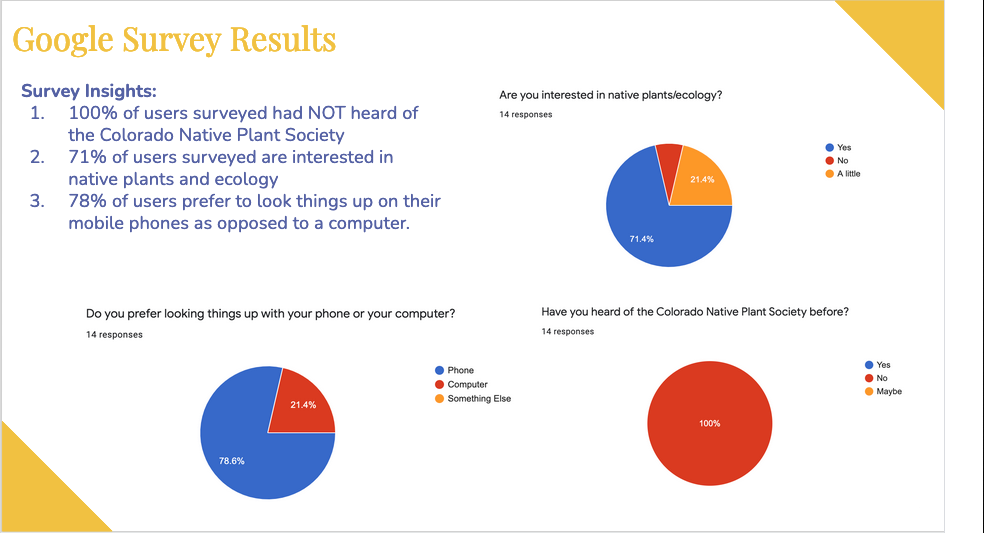 Google Survey Results
Survey Insights:
1. 100% of users surveyed had NOT heard of
the Colorado Native Plant Society
2. 71% of users surveyed are interested in
native plants and ecology
3. 78% of users prefer to look things up on their
mobile phones as opposed to a computer.
Are you interested in native plants/ecology?
14 responses
Yes
No
A little
21.4%
71.4%
Do you prefer looking things up with your phone or your computer?
14 responses
Phone
Computer
Something Else
21.4%
78.6%
Have you heard of the Colorado Native Plant Society before?
14 responses
Yes
No
Maybe
100%